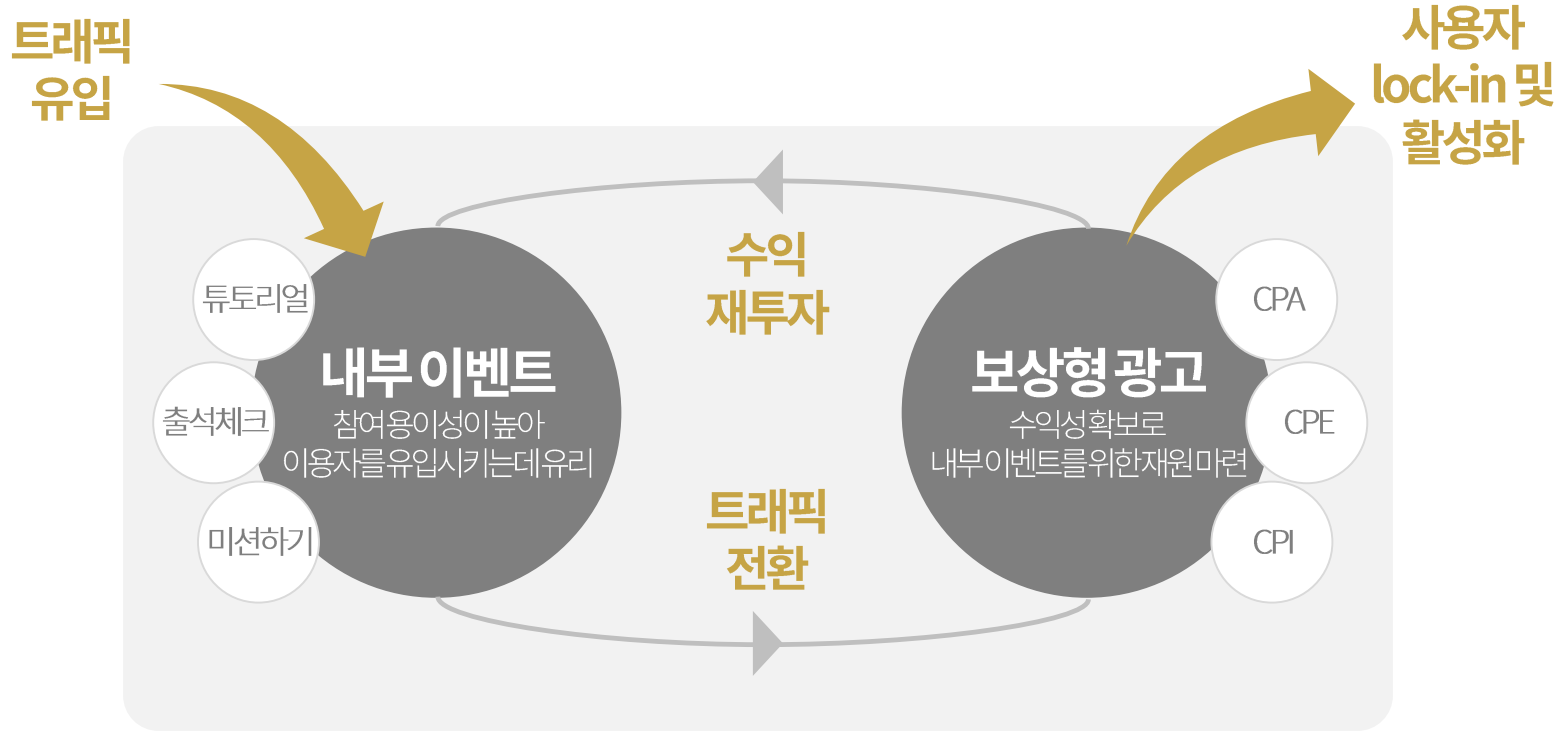 트래픽
유입
사용자
lock-in 및
활성화
수익
재투자
튜토리얼
출석체크
미션하기
내부 이벤트
참여 용이성이 높아
이용자를 유입시키는데 유리
보상형 광고
수익성 확보로
내부 이벤트를 위한 재원 마련
CPA
CPE
CPI
트래픽
전환